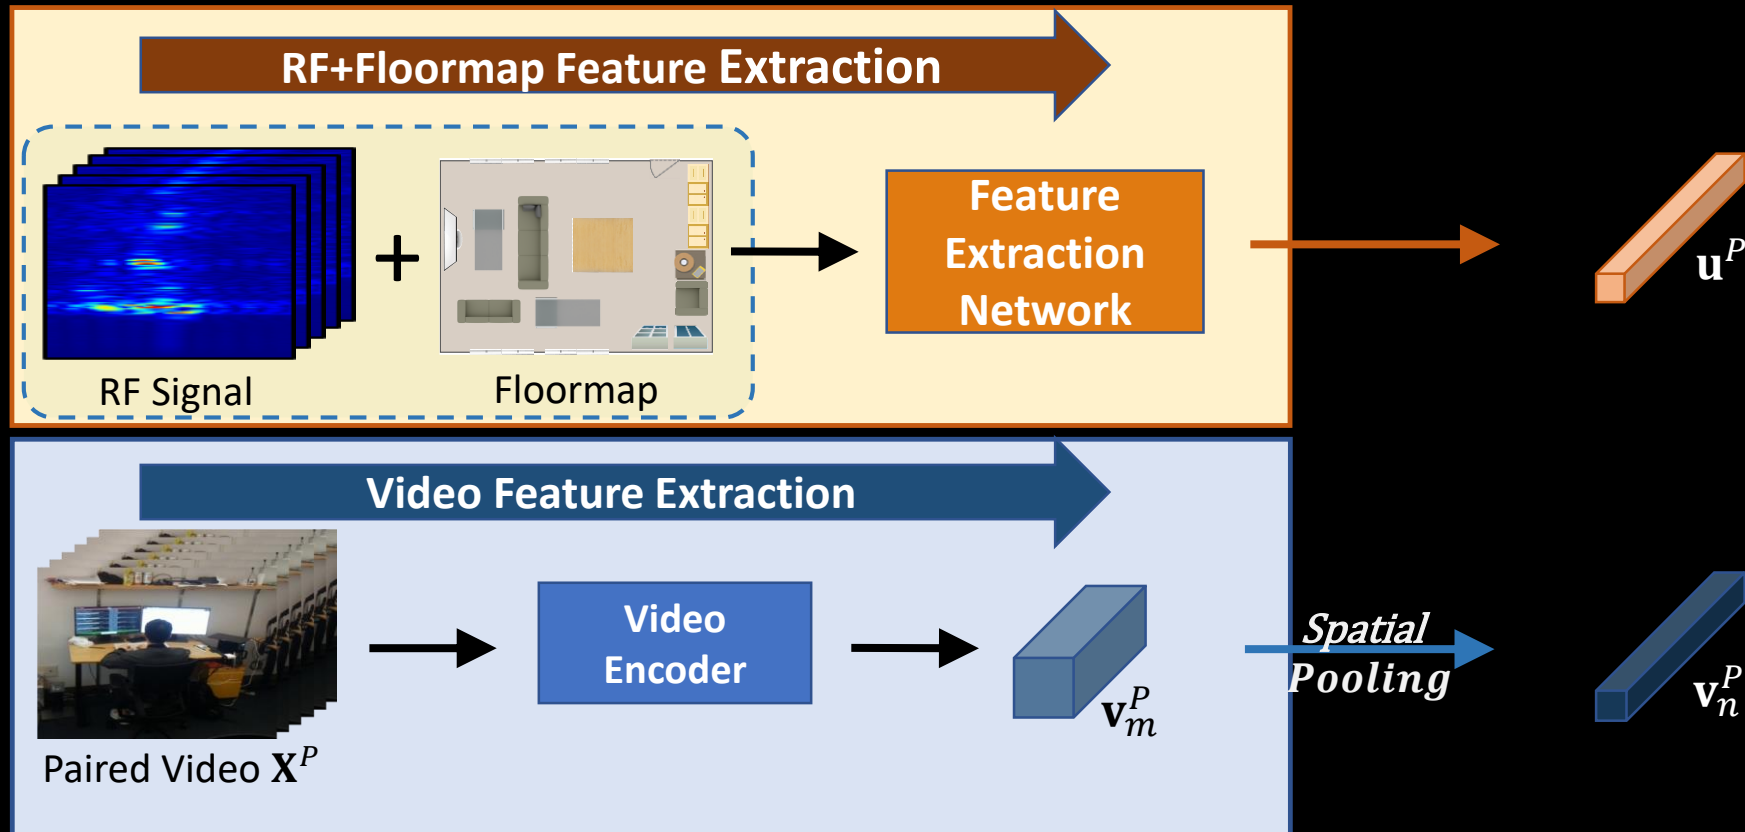 RF+Floormap Feature Extraction
Feature
Extraction
Network
+
RF Signal
Floormap
𝐮^P
Video Feature Extraction
Video
Encoder
𝐯_m^P
Spatial
Pooling
𝐯_n^P
Paired Video 𝐗^P